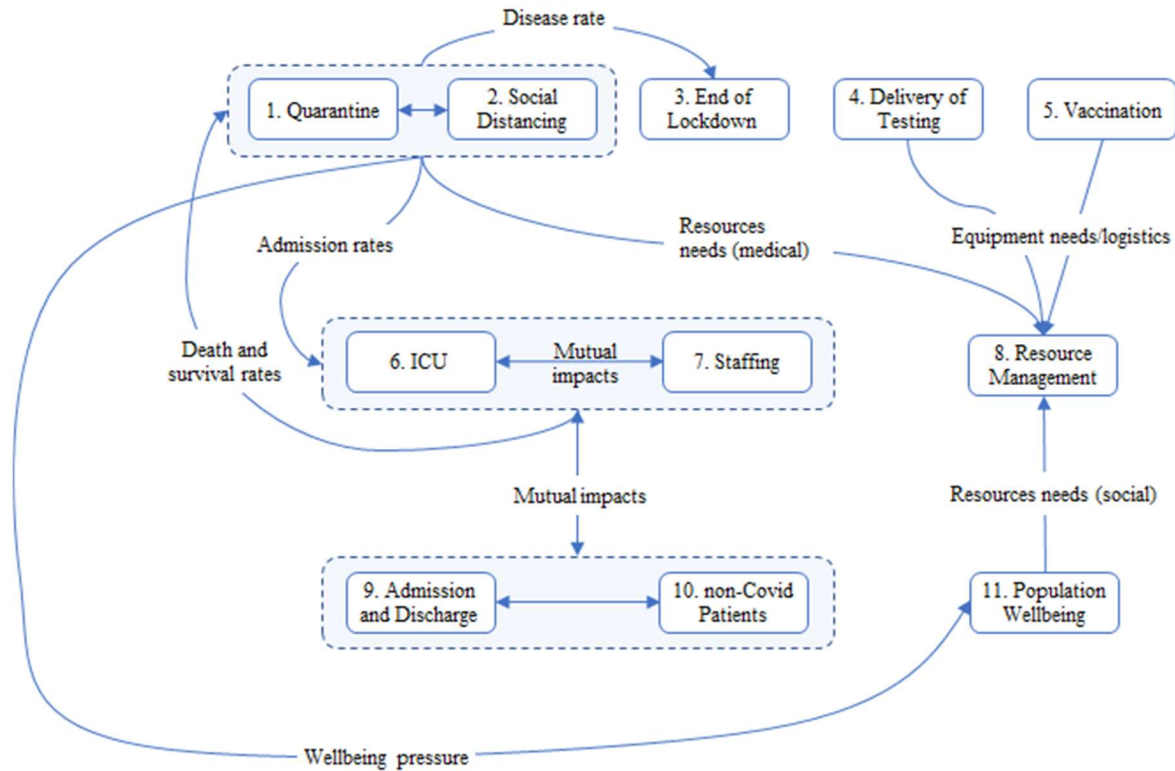 Disease rate
1. Quarantine
2. Social
Distancing
3. End of
Lockdown
4. Delivery of
Testing
5. Vaccination
Admission rates
Resources
needs (medical)
Equipment needs/logistics
Death and
survival rates
6. ICU
Mutual
impacts
7. Staffing
8. Resource
Management
Mutual impacts
Resources needs (social)
9. Admission
and Discharge
10. non-Covid
Patients
11. Population
Wellbeing
Wellbeing pressure